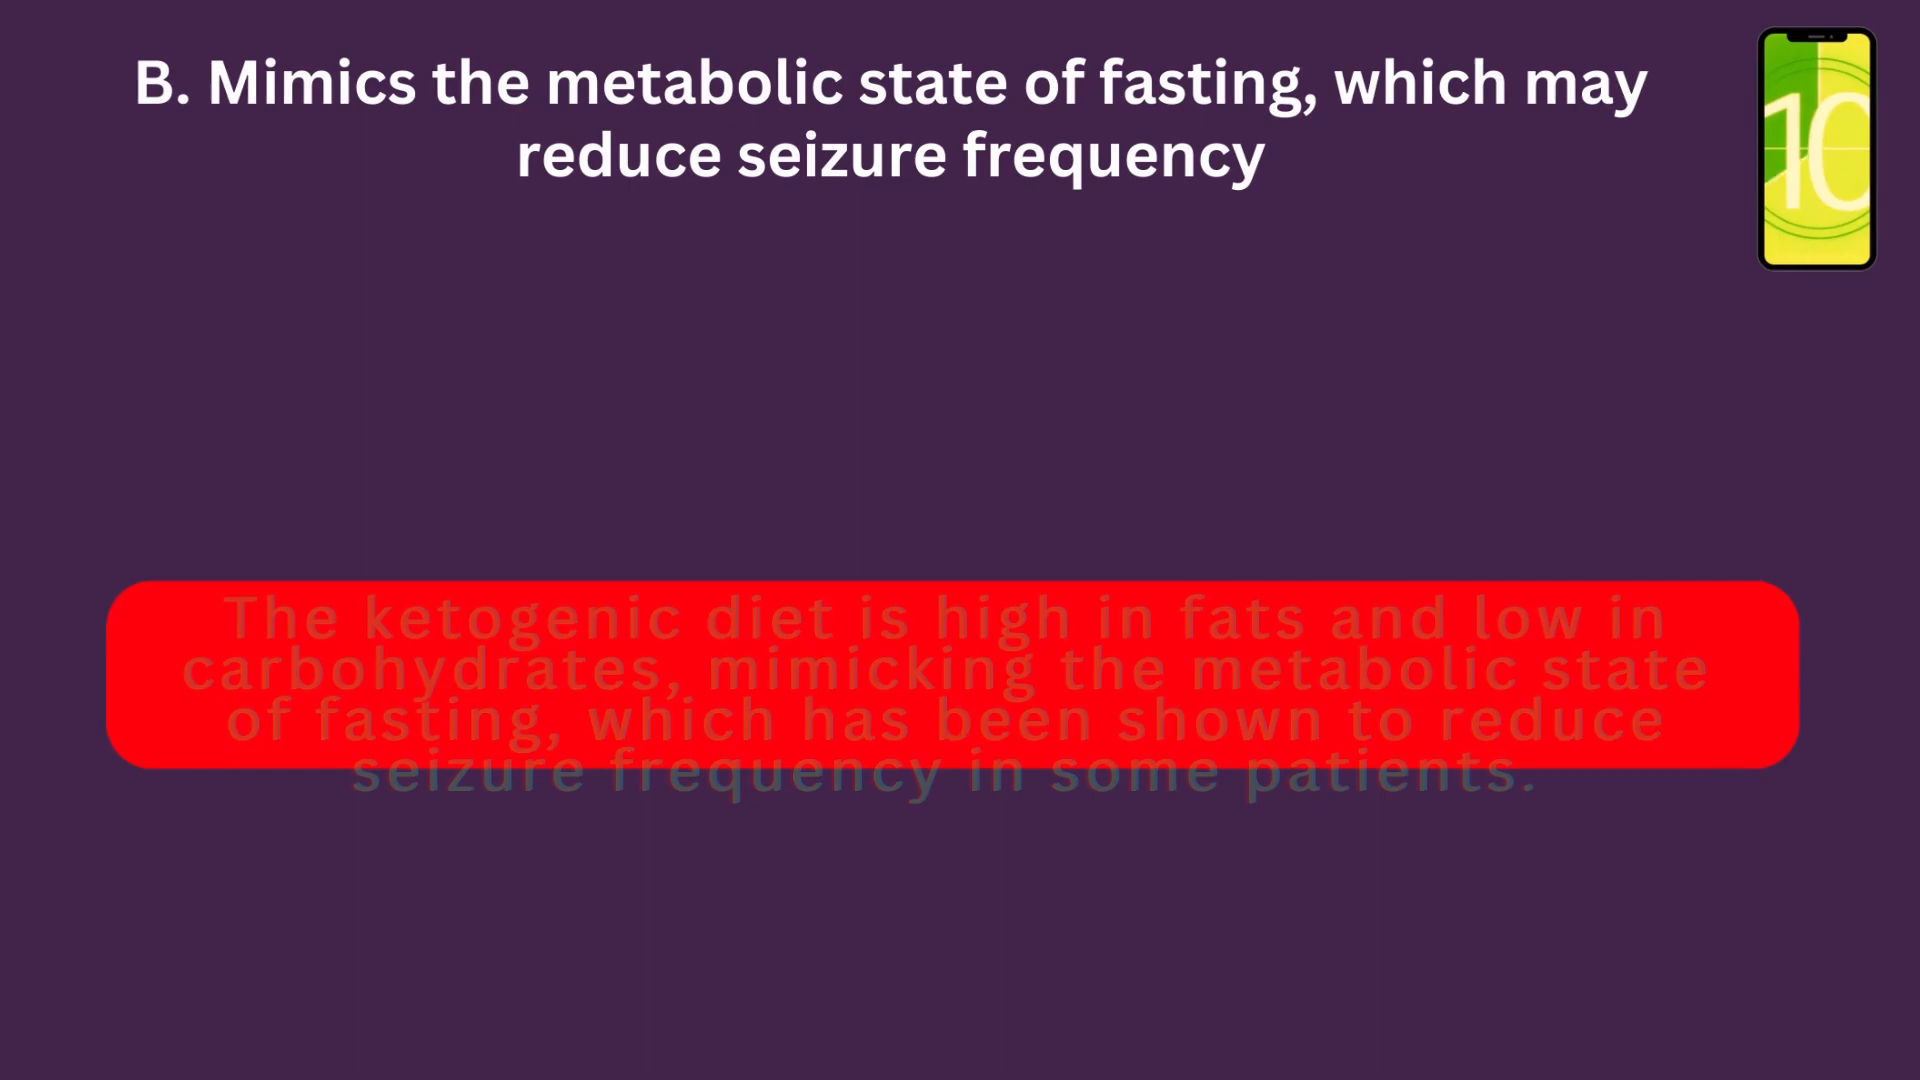 B. Mimics the metabolic state of fasting, which may
reduce seizure frequency
10
The ketogenic diet is high in fats and low in
carbohydrates, mimicking the metabolic state
of fasting, which has been shown to reduce
seizure frequency in some patients.